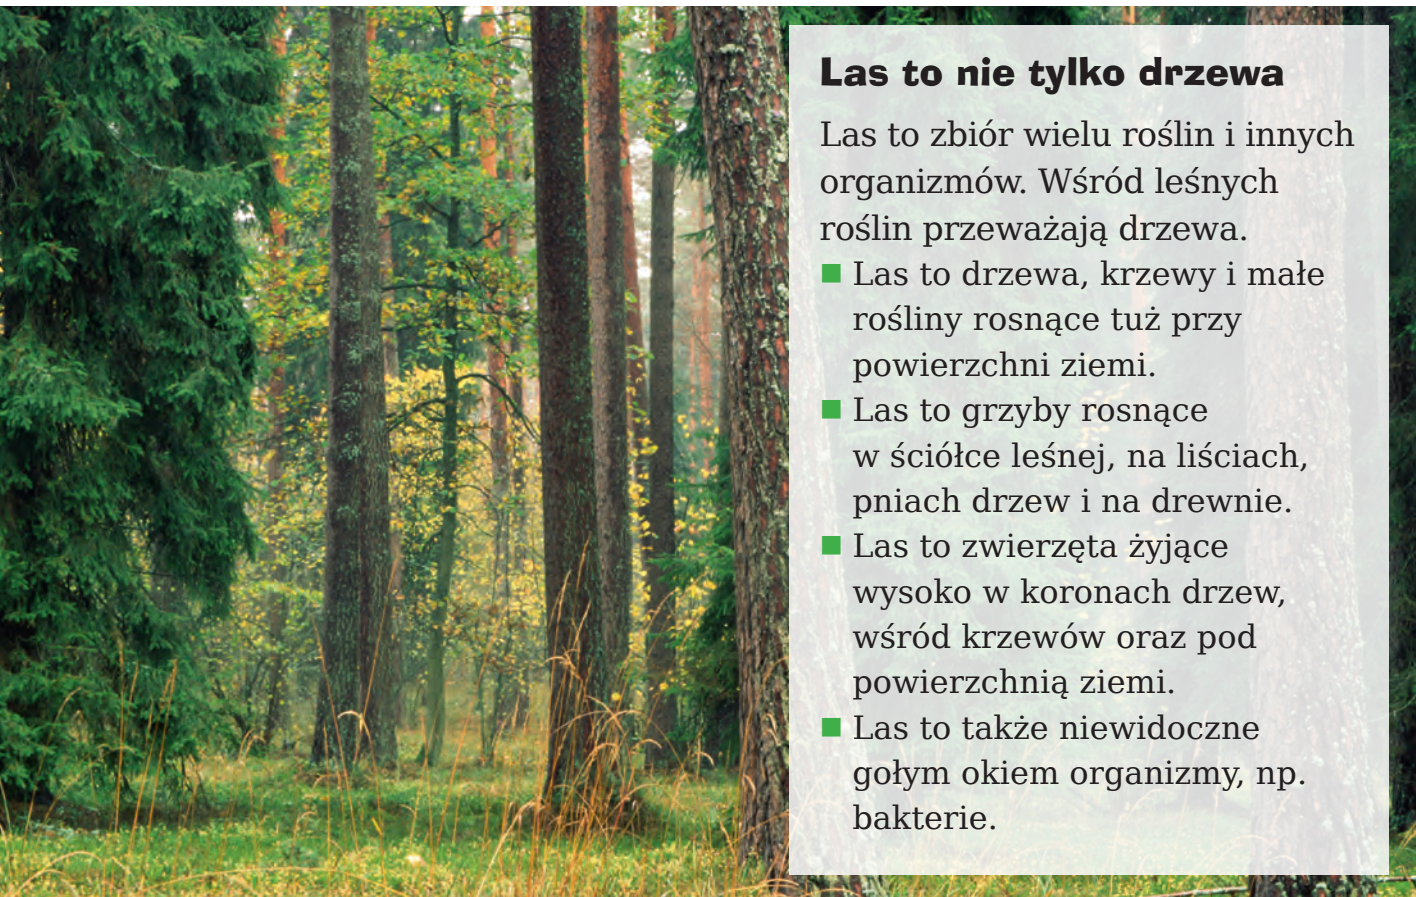 Las to nie tylko drzewa
Las to zbiór wielu roślin i innych
organizmów. Wśród leśnych
roślin przeważają drzewa.
■ Las to drzewa, krzewy i małe
rośliny rosnące tuż przy
powierzchni ziemi.
■ Las to grzyby rosnące
w ściółce leśnej, na liściach,
pniach drzew i na drewnie.
■ Las to zwierzęta żyjące
wysoko w koronach drzew,
wśród krzewów oraz pod
powierzchnią ziemi.
■ Las to także niewidoczne
gołym okiem organizmy, np.
bakterie.